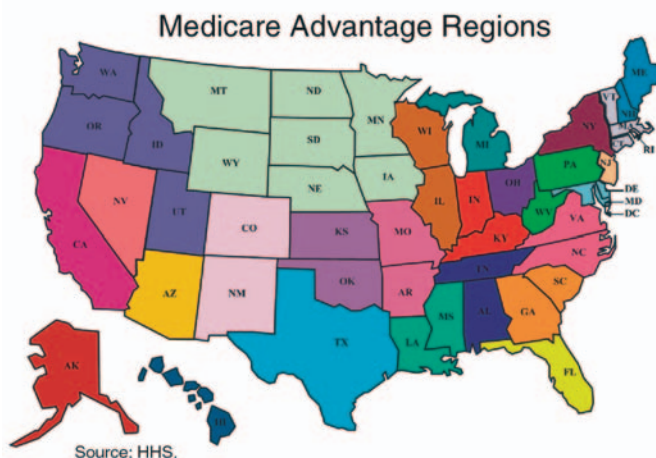 Medicare Advantage Regions
WA
MT
ND
MN
OR
ID
SD
WY
WI
MI
NY
VT
NH
ME
MA
CT
RI
NJ
PA
IA
NE
NV
UT
CO
CA
KS
MO
IL
IN
OH
WV
VA
DE
MD
DC
KY
NC
TN
SC
AZ
NM
OK
AR
TX
LA
MS
AL
GA
FL
AK
HI
Source: HHS.